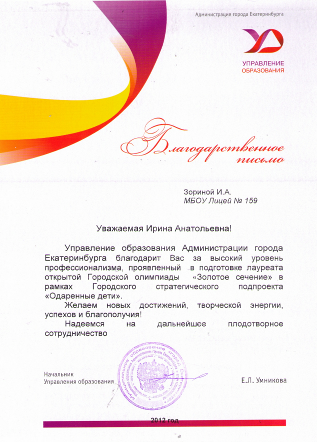 Администрация города Екатеринбурга
УПРАВЛЕНИЕ
ОБРАЗОВАНИЯ
Благодарственное
письмо
Зориной И.А.
МБОУ Лицей № 159
Уважаемая Ирина Анатольевна!
Управление образования Администрации города
Екатеринбурга благодарит Вас за высокий уровень
профессионализма, проявленный в подготовке лауреата
открытой Городской олимпиады «Золотое сечение» в
рамках Городского стратегического подпроекта
«Одаренные дети».
Желаем новых достижений, творческой энергии,
успехов и благополучия!
Надеемся на дальнейшее плодотворное
сотрудничество
Начальник
Управления образования
Е.Л. Умникова
2012 год